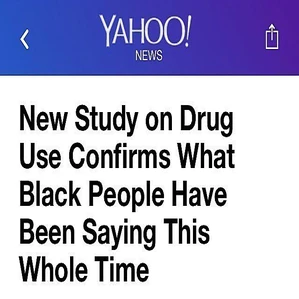 YAHOO!
NEWS
New Study on Drug
Use Confirms What
Black People Have
Been Saying This
Whole Time